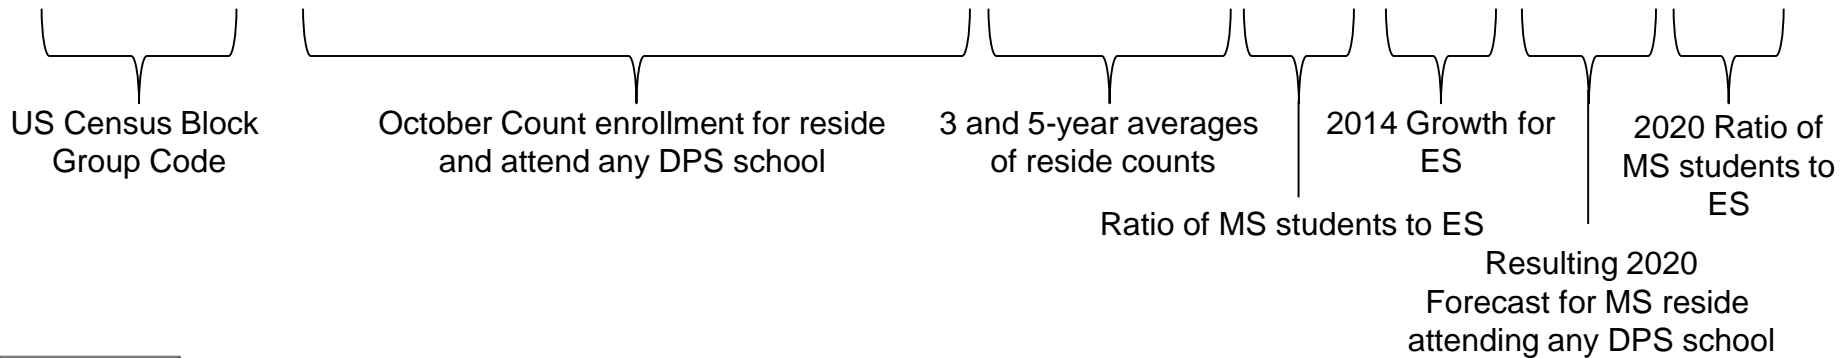 US Census Block
Group Code
October Count enrollment for reside
and attend any DPS school
3 and 5-year averages
of reside counts
Ratio of MS students to ES
2014 Growth for
ES
Resulting 2020
Forecast for MS reside
attending any DPS school
2020 Ratio of
MS students to
ES